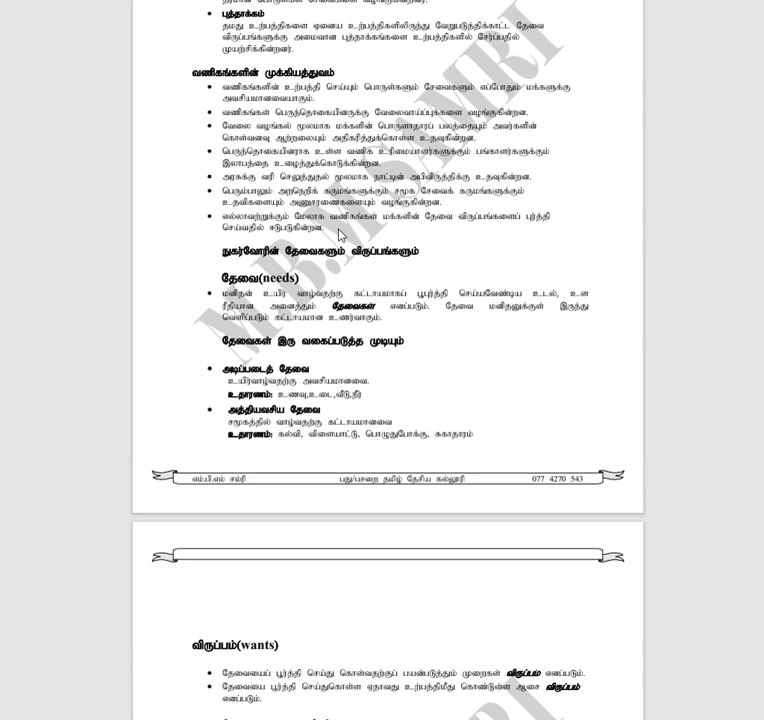 புத்தாக்கம்
தமது உற்பத்திகளை ஏனைய உற்பத்திகளிலிருந்து வேறுபடுத்திக்காட்ட தேவை
விருப்பங்களுக்கு அமைவான புத்தாக்கங்களை உற்பத்திகளில் சேர்ப்பதில்
முயற்சிக்கின்றனர்.
வணிகங்களின் முக்கியத்துவம்
வணிகங்களின் உற்பத்தி செய்யும் பொருள்களும் சேவைகளும் எப்போதும் மக்களுக்கு
அவசியமானவையாகும்.
வணிகங்கள் பெருந்தொகையினருக்கு வேலைவாய்ப்புக்களை வழங்குகின்றன.
வேலை வழங்கல் மூலமாக மக்களின் பொருளாதாரப் பலத்தையும் அவர்களின்
கொள்வனவு ஆற்றலையும் அதிகரித்துக்கொள்ள உதவுகின்றன.
பெருந்தொகையினராக உள்ள வணிக உரிமையாளர்களுக்கும் பங்காளர்களுக்கும்
இலாபத்தை உழைத்துக்கொடுக்கின்றன.
அரசுக்கு வரி செலுத்துதல் மூலமாக நாட்டின் அபிவிருத்திக்கு உதவுகின்றன.
பெரும்பாலும் அறநெறிக் கருமங்களுக்கும் சமூக சேவைக் கருமங்களுக்கும்
உதவிகளையும் அணுசரணைகளையும் வழங்குகின்றன.
எல்லாவற்றுக்கும் மேலாக வணிகங்கள் மக்களின் தேவை விருப்பங்களைப் பூர்த்தி
செய்வதில் ஈடுபடுகின்றன.
நுகர்வோரின் தேவைகளும் விருப்பங்களும்
தேவை(needs)
மனிதன் உயிர் வாழ்வதற்கு கட்டாயமாகப் பூபூர்த்தி செய்யவேண்டிய உடல், உள
ரீதியான அனைத்தும் தேவைகள் எனப்படும். தேவை மனிதனுக்குள் இருந்து
வெளிப்படும் கட்டாயமான உணர்வாகும்.
தேவைகள் இரு வகைப்படுத்த முடியும்
அடிப்படைத் தேவை
உயிர்வாழ்வதற்கு அவசியமானவை.
உதாரணம்: உணவு,உடை,வீடு,நீர்
அத்தியவசிய தேவை
சமூகத்தில் வாழ்வதற்கு கட்டாயமானவை
உதாரணம்: கல்வி, விளையாட்டு, பொழுதுபோக்கு, சுகாதாரம்
எம்.பி.எம் சம்ரி பது/பசறை தமிழ் தேசிய கல்லூரி 077 4270 543
விருப்பம்(wants)
தேவையைப் பூர்த்தி செய்து கொள்வதற்குப் பயன்படுத்தும் முறைகள் விருப்பம் எனப்படும்.
தேவையை பூர்த்தி செய்துகொள்ள ஏதாவது உற்பத்திமீது கொண்டுள்ள ஆசை விருப்பம்
எனப்படும்.
M.B.M SAMRI